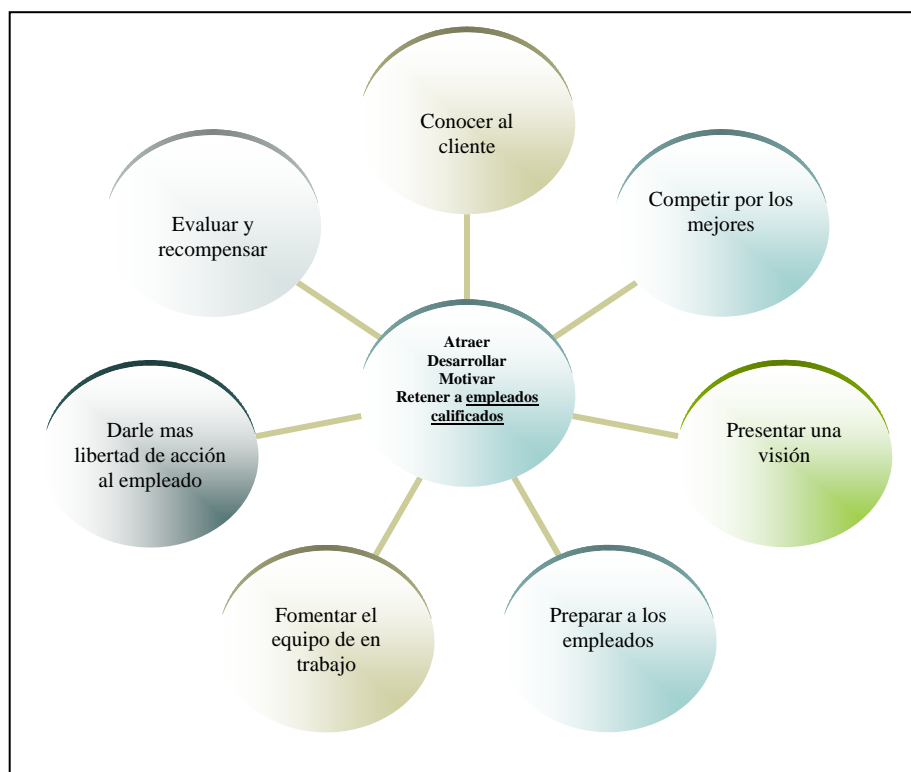 Conocer al
cliente
Competir por los
mejores
Evaluar y
recompensar
Atraer
Desarrollar
Motivar
Retener a empleados
calificados
Presentar una
visión
Darle mas
libertad de acción
al empleado
Preparar a los
empleados
Fomentar el
equipo de en
trabajo